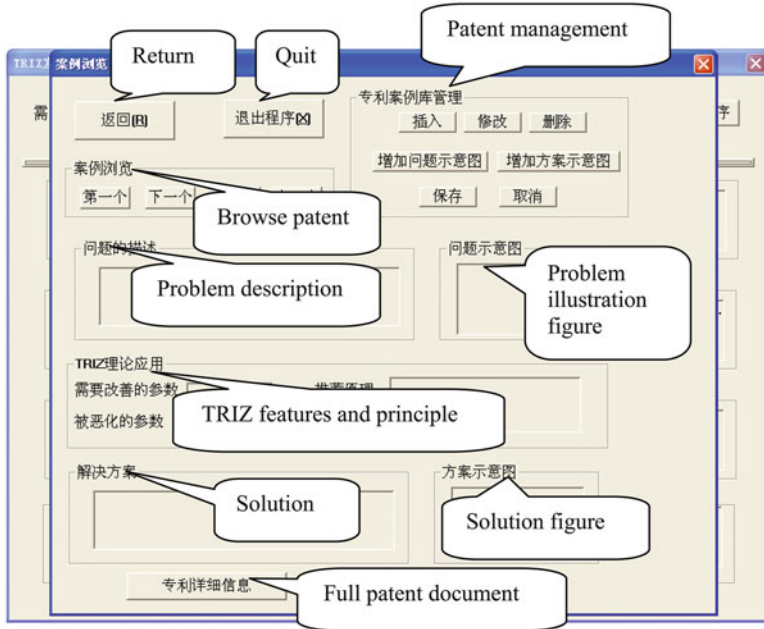 Patent management
Return
Quit
TRIZ
案例浏览
需
序
返回(R)
退出程序(X)
专利案例库管理
插入 修改 删除
增加问题示意图 增加方案示意图
保存 取消
案例浏览
第一个 下一个
Browse patent
问题的描述
问题示意图
Problem description
Problem
illustration
figure
TRIZ理论应用
需要改善的参数 推荐原理
被恶化的参数
TRIZ features and principle
解决方案
方案示意图
Solution
Solution figure
专利详细信息
Full patent document